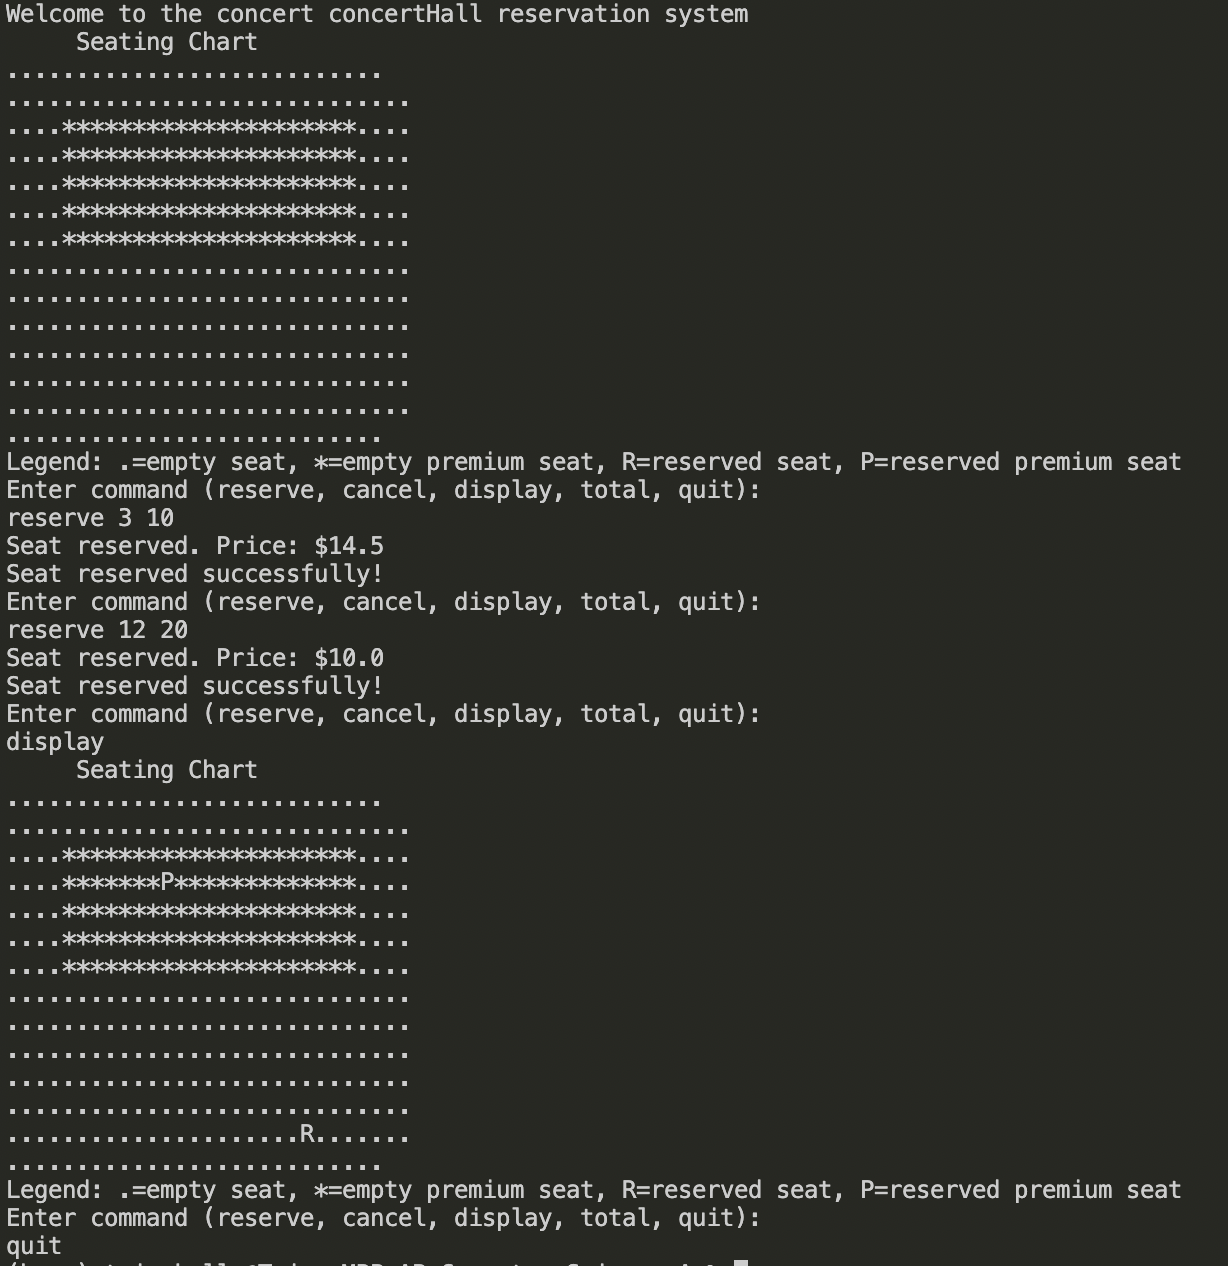 Welcome to the concert concertHall reservation system
     Seating Chart
...........................
.............................
....*********************....
....*********************....
....*********************....
....*********************....
....*********************....
.............................
.............................
.............................
.............................
.............................
.............................
...........................
Legend: .=empty seat, *=empty premium seat, R=reserved seat, P=reserved premium seat
Enter command (reserve, cancel, display, total, quit):
reserve 3 10
Seat reserved. Price: $14.5
Seat reserved successfully!
Enter command (reserve, cancel, display, total, quit):
reserve 12 20
Seat reserved. Price: $10.0
Seat reserved successfully!
Enter command (reserve, cancel, display, total, quit):
display
     Seating Chart
...........................
.............................
....*********************....
....*******P*************....
....*********************....
....*********************....
....*********************....
.............................
.............................
.............................
.............................
.............................
.....................R.......
...........................
Legend: .=empty seat, *=empty premium seat, R=reserved seat, P=reserved premium seat
Enter command (reserve, cancel, display, total, quit):
quit